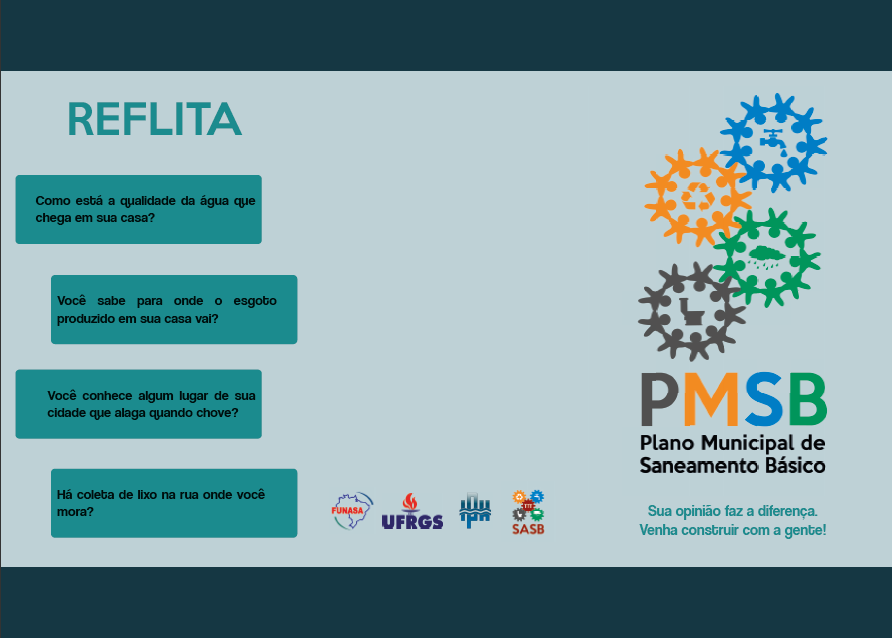 REFLITA
Como está a qualidade da água que
chega em sua casa?
Você sabe para onde o esgoto
produzido em sua casa vai?
Você conhece algum lugar de sua
cidade que alaga quando chove?
Há coleta de lixo na rua onde você
mora?
FUNASA
UFRGS
IPH
SASB
PMSB
Plano Municipal de
Saneamento Básico
Sua opinião faz a diferença.
Venha construir com a gente!